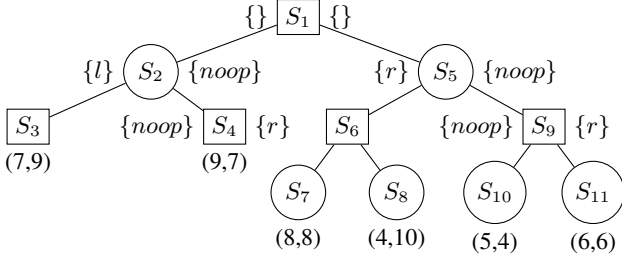 {} S₁ {}
{l} S₂ {noop} {r} S₅ {noop}
S₃ {noop} S₄ {r} S₆ {noop} S₉ {r}
(7,9) (9,7)
S₇ S₈ S₁₀ S₁₁
(8,8) (4,10) (5,4) (6,6)